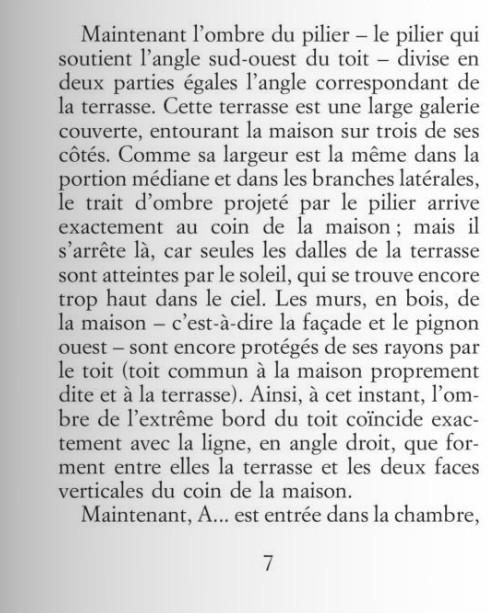 Maintenant l’ombre du pilier – le pilier qui
soutient l’angle sud-ouest du toit – divise en
deux parties égales l’angle correspondant de
la terrasse. Cette terrasse est une large galerie
couverte, entourant la maison sur trois de ses
côtés. Comme sa largeur est la même dans la
portion médiane et dans les branches latérales,
le trait d’ombre projeté par le pilier arrive
exactement au coin de la maison ; mais il
s’arrête là, car seules les dalles de la terrasse
sont atteintes par le soleil, qui se trouve encore
trop haut dans le ciel. Les murs, en bois, de
la maison – c’est-à-dire la façade et le pignon
ouest – sont encore protégés de ses rayons par
le toit (toit commun à la maison proprement
dite et à la terrasse). Ainsi, à cet instant, l’om-
bre de l’extrême bord du toit coïncide exac-
tement avec la ligne, en angle droit, que for-
ment entre elles la terrasse et les deux faces
verticales du coin de la maison.
Maintenant, A... est entrée dans la chambre,
7